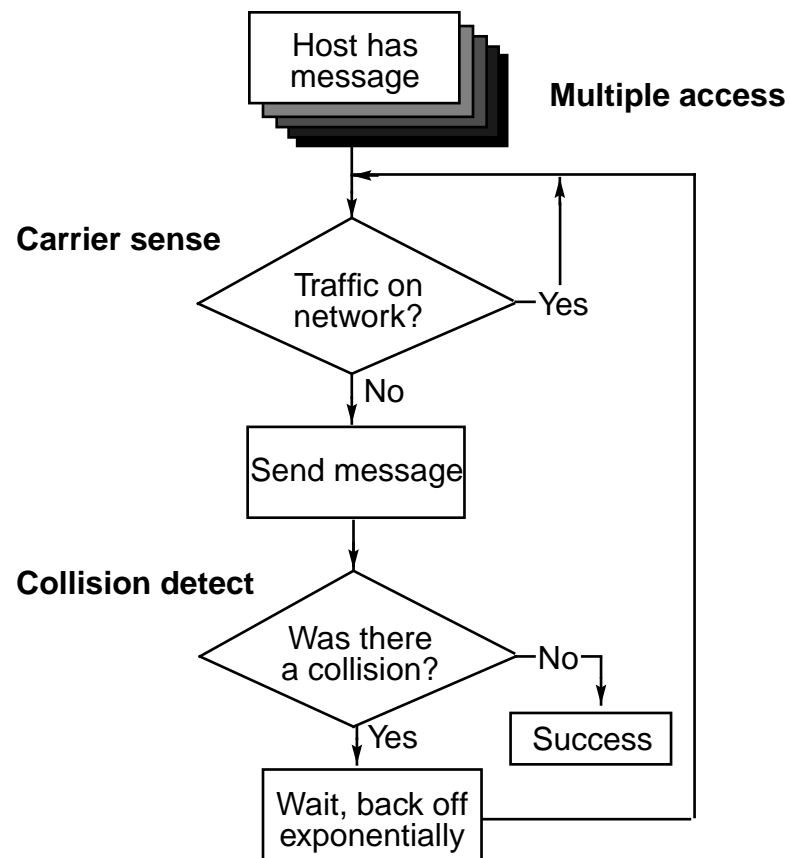 Host has
message
Multiple access
Carrier sense
Traffic on
network?
Yes
No
Send message
Collision detect
Was there
a collision?
No
Yes
Success
Wait, back off
exponentially